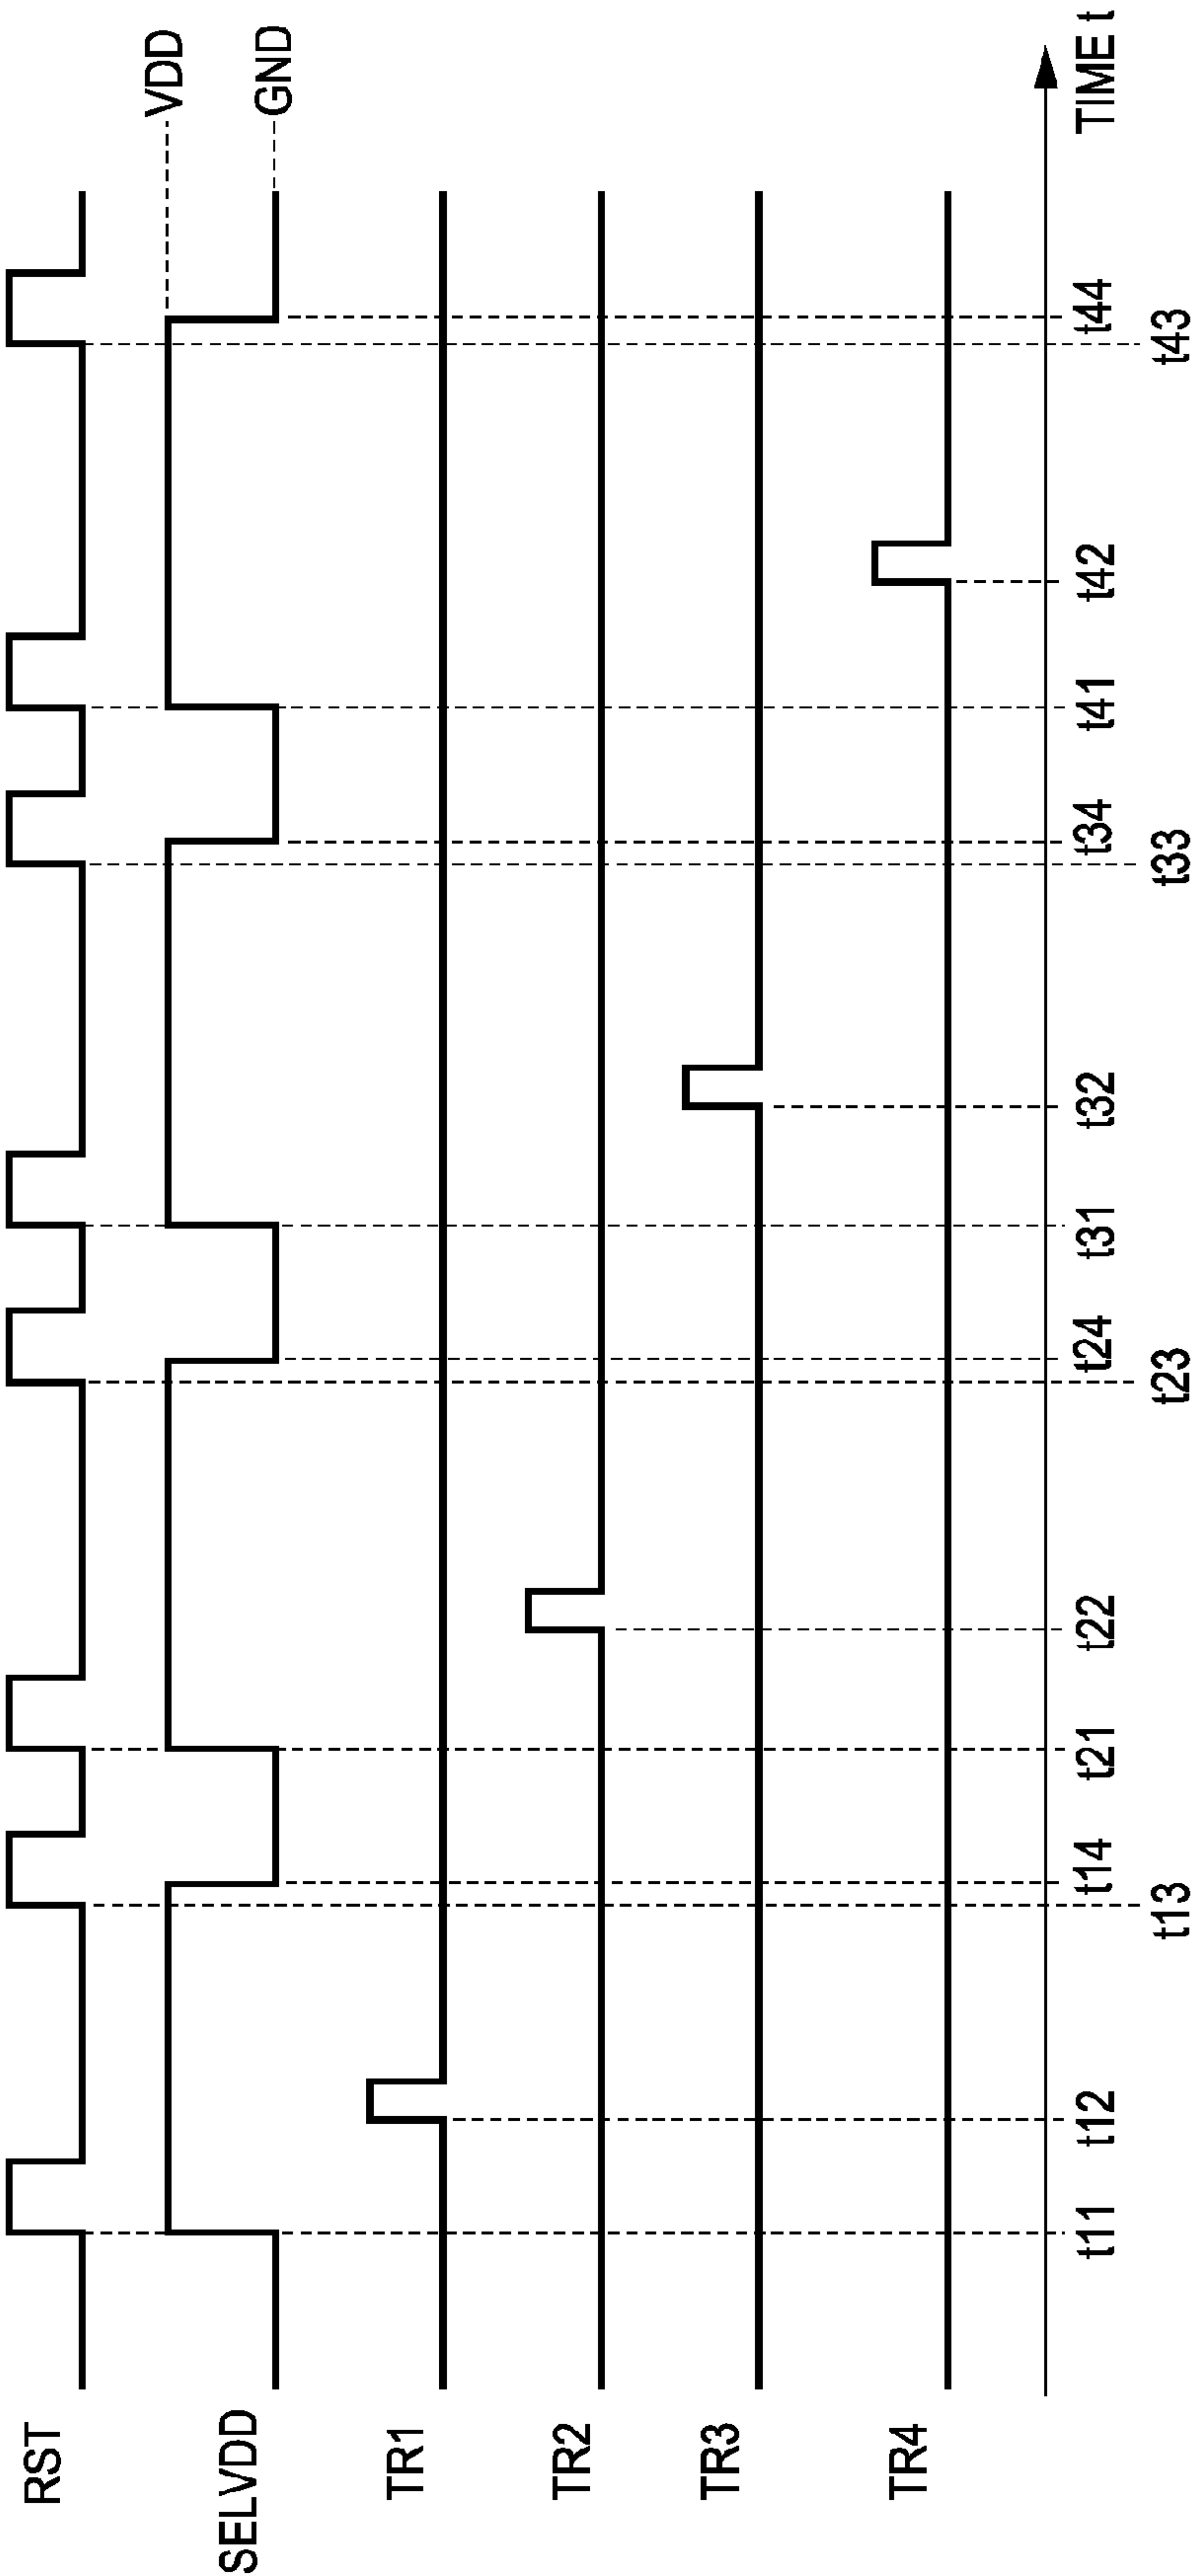 RST
VDD
SELVDD
GND
TR1
TR2
TR3
TR4
t11
t12
t14
t21
t22
t24
t31
t32
t34
t41
t42
t44
TIME t
t13
t23
t33
t43